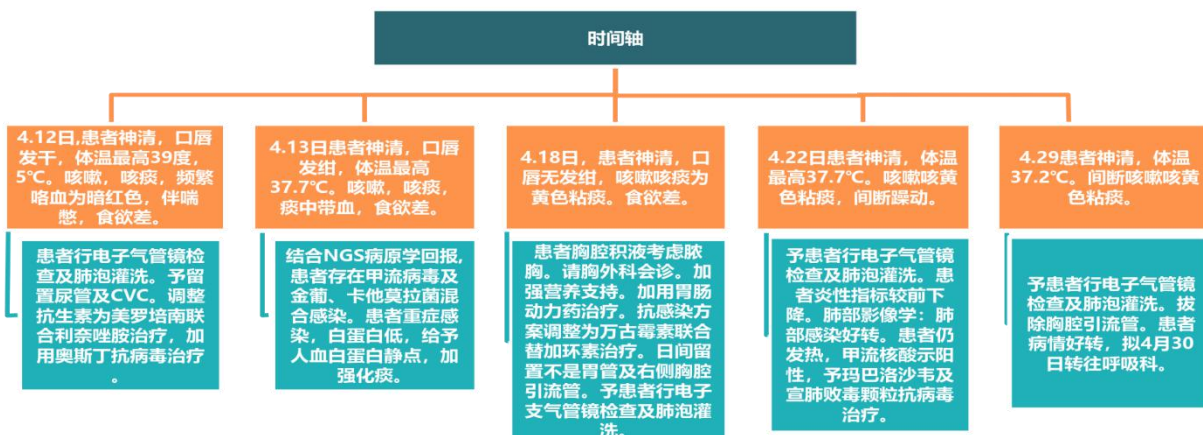 时间轴
4.12日,患者神清，口唇
发干，体温最高39度，
5℃。咳嗽，咳痰，频繁
咯血为暗红色，伴喘
憋，食欲差。
患者行电子气管镜检
查及肺泡灌洗。予留
置尿管及CVC。调整
抗生素为美罗培南联
合利奈唑胺治疗，加
用奥斯丁抗病毒治疗
。
4.13日患者神清，口唇
发绀，体温最高
37.7℃。咳嗽，咳痰，
痰中带血，食欲差。
结合NGS病原学回报，
患者存在甲流病毒及
金葡、卡他莫拉菌混
合感染。患者重症感
染，白蛋白低，给予
人血白蛋白静点，加
强化痰。
4.18日，患者神清，口
唇无发绀，咳嗽咳痰为
黄色粘痰。食欲差。
患者胸腔积液考虑脓
胸。请胸外科会诊。加
强营养支持。加用胃肠
动力药治疗。抗感染方
案调整为万古霉素联合
替加环素治疗。日间留
置不是胃管及右侧胸腔
引流管。予患者行电子
支气管镜检查及肺泡灌
洗。
4.22日患者神清，体温
最高37.7℃。咳嗽咳黄
色粘痰，间断躁动。
予患者行电子气管镜
检查及肺泡灌洗。患
者炎性指标较前下
降。肺部影像学：肺
部感染好转。患者仍
发热，甲流核酸示阳
性，予玛巴洛沙韦及
宣肺败毒颗粒抗病毒
治疗。
4.29患者神清，体温
37.2℃。间断咳嗽咳黄
色粘痰。
予患者行电子气管镜
检查及肺泡灌洗。拔
除胸腔引流管。患者
病情好转，拟4月30
日转往呼吸科。